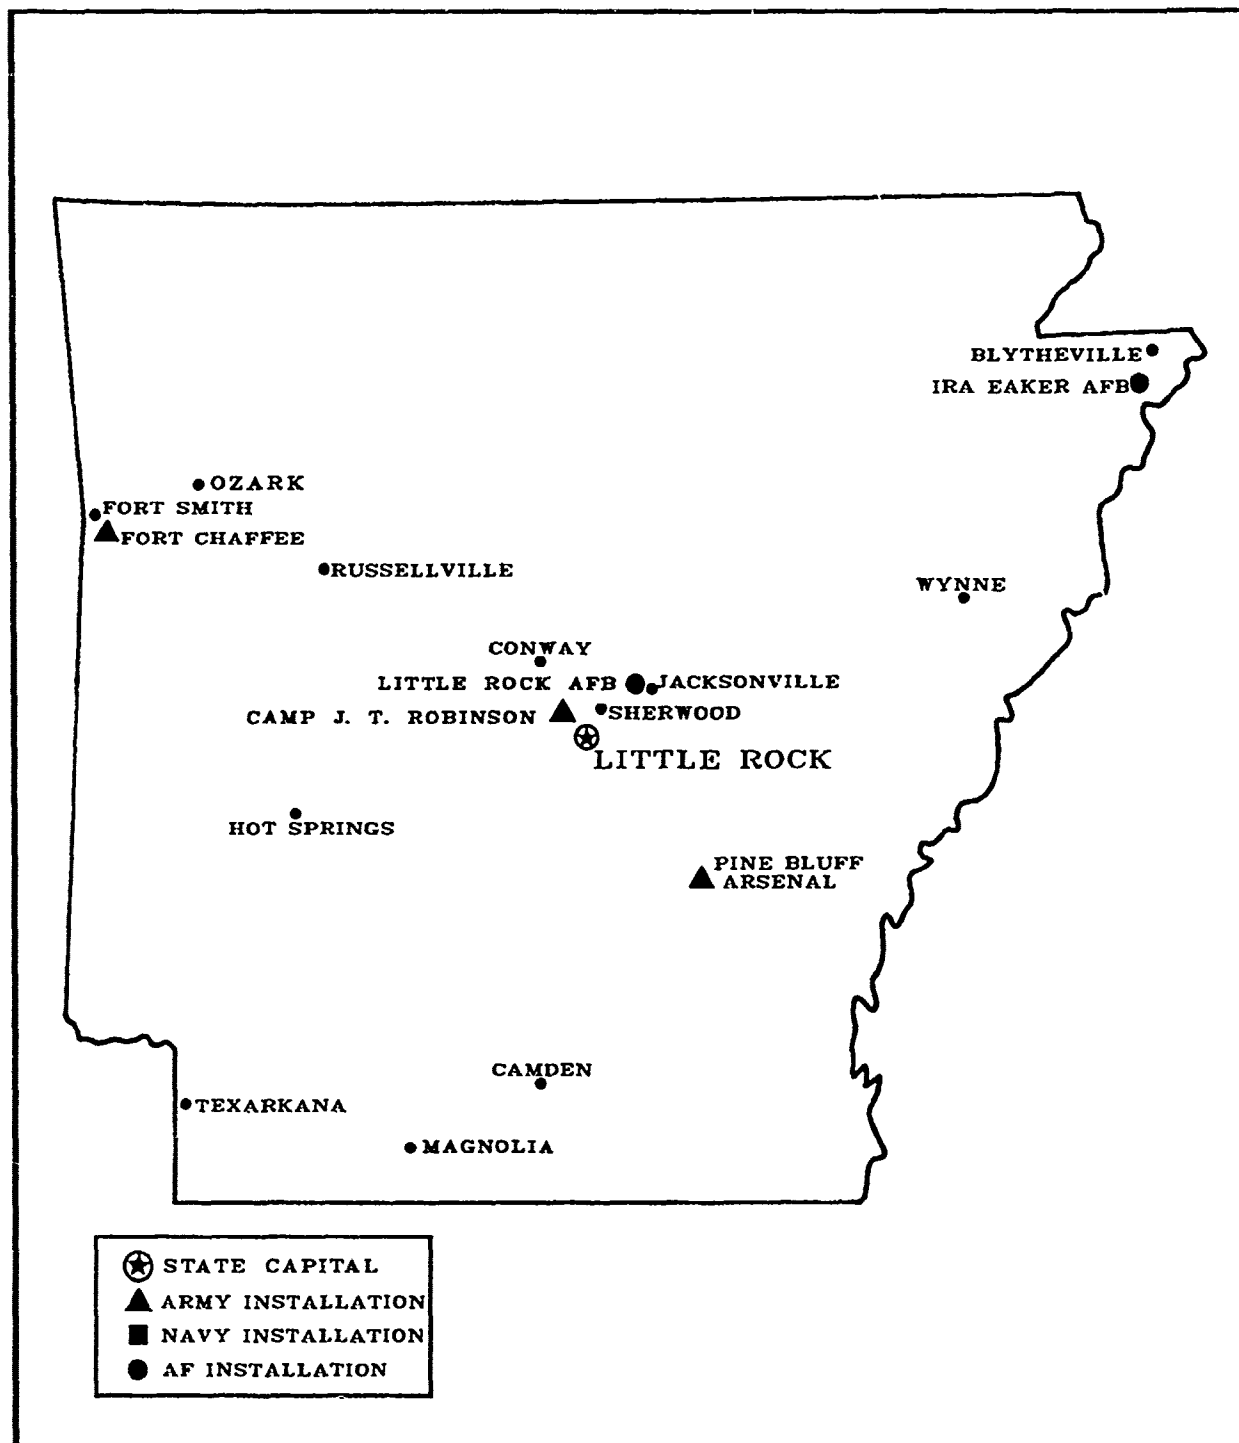 BLYTHEVILLE
IRA EAKER AFB
OZARK
FORT SMITH
FORT CHAFFEE
RUSSELLVILLE
WYNNE
CONWAY
LITTLE ROCK AFB
JACKSONVILLE
CAMP J. T. ROBINSON
SHERWOOD
LITTLE ROCK
HOT SPRINGS
PINE BLUFF
ARSENAL
CAMDEN
TEXARKANA
MAGNOLIA
STATE CAPITAL
ARMY INSTALLATION
NAVY INSTALLATION
AF INSTALLATION